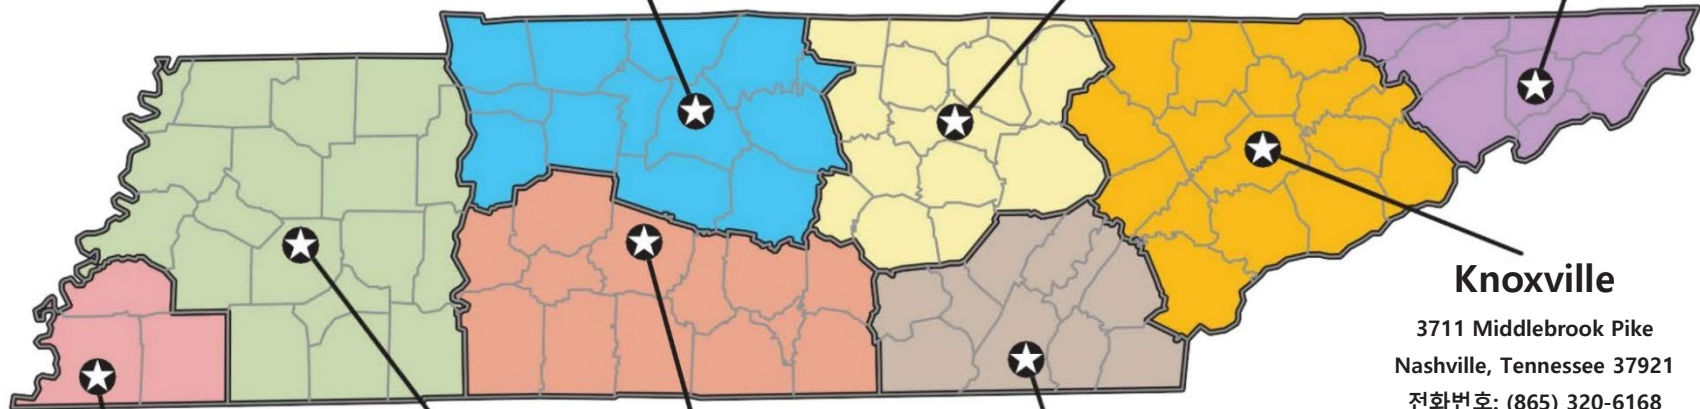 Knoxville
3711 Middlebrook Pike
Nashville, Tennessee 37921
전화번호: (865) 320-6168